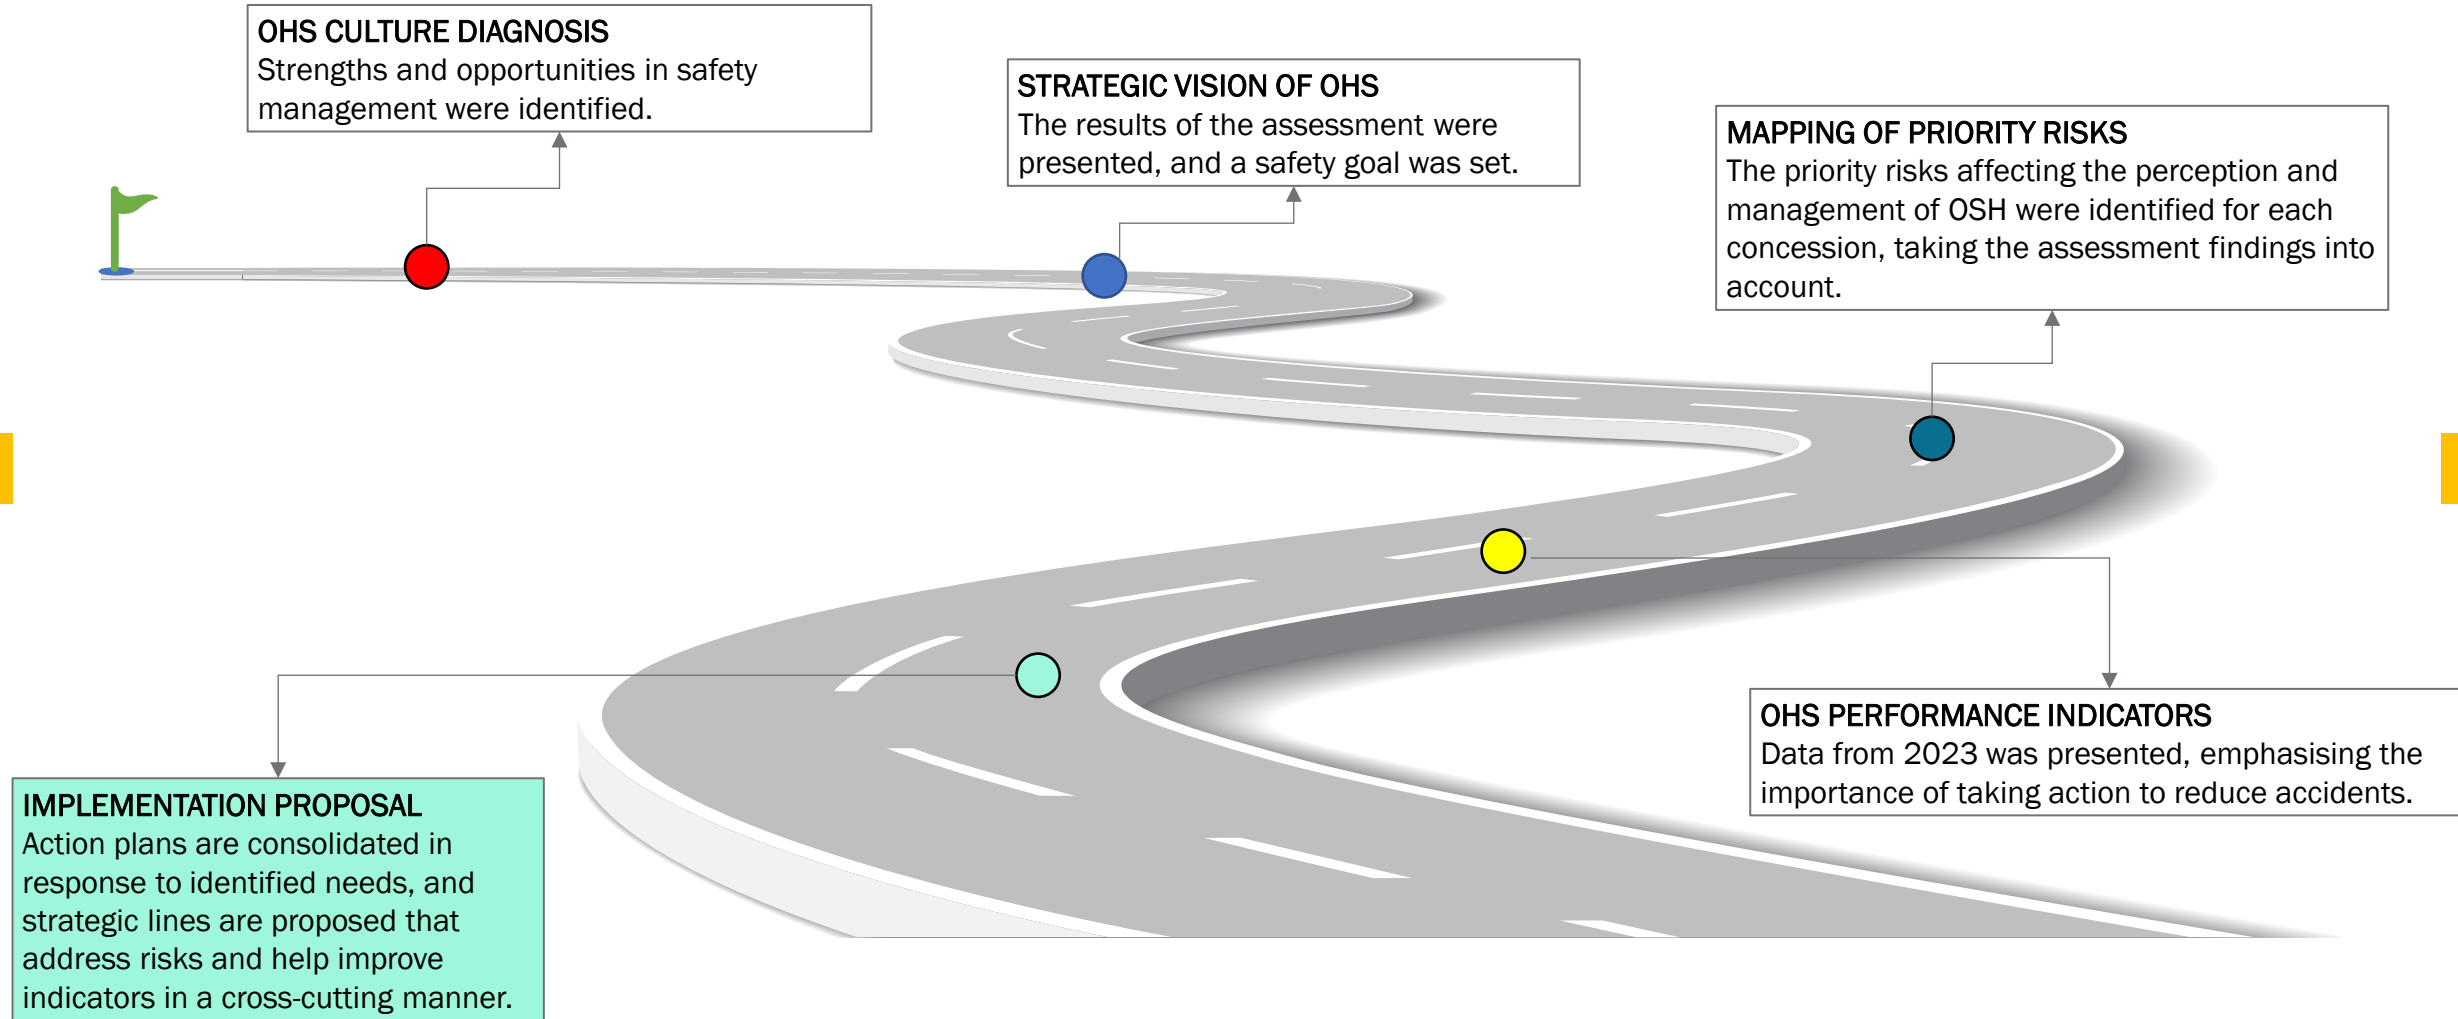 OHS CULTURE DIAGNOSIS
Strengths and opportunities in safety
management were identified.
STRATEGIC VISION OF OHS
The results of the assessment were
presented, and a safety goal was set.
MAPPING OF PRIORITY RISKS
The priority risks affecting the perception and
management of OSH were identified for each
concession, taking the assessment findings into
account.
OHS PERFORMANCE INDICATORS
Data from 2023 was presented, emphasising the
importance of taking action to reduce accidents.
IMPLEMENTATION PROPOSAL
Action plans are consolidated in
response to identified needs, and
strategic lines are proposed that
address risks and help improve
indicators in a cross-cutting manner.